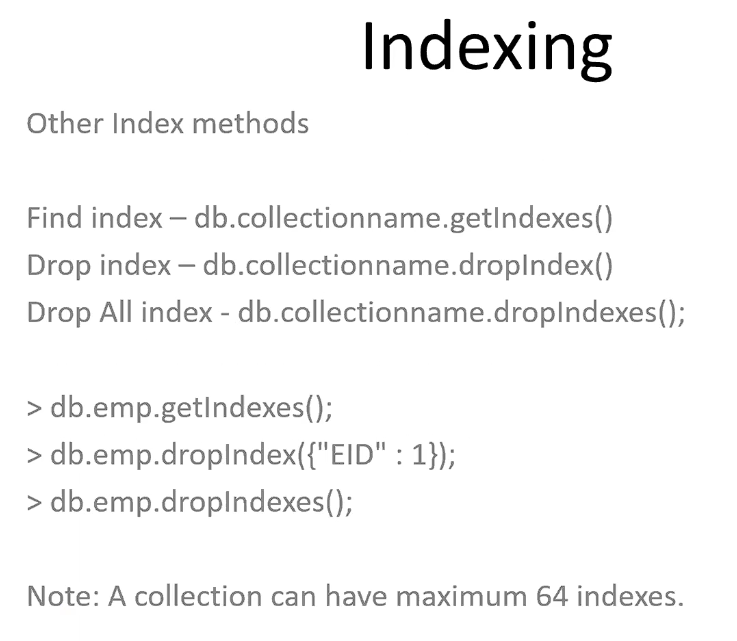 Indexing
Other Index methods
Find index – db.collectionname.getIndexes()
Drop index – db.collectionname.dropIndex()
Drop All index - db.collectionname.dropIndexes();
> db.emp.getIndexes();
> db.emp.dropIndex({"EID" : 1});
> db.emp.dropIndexes();
Note: A collection can have maximum 64 indexes.